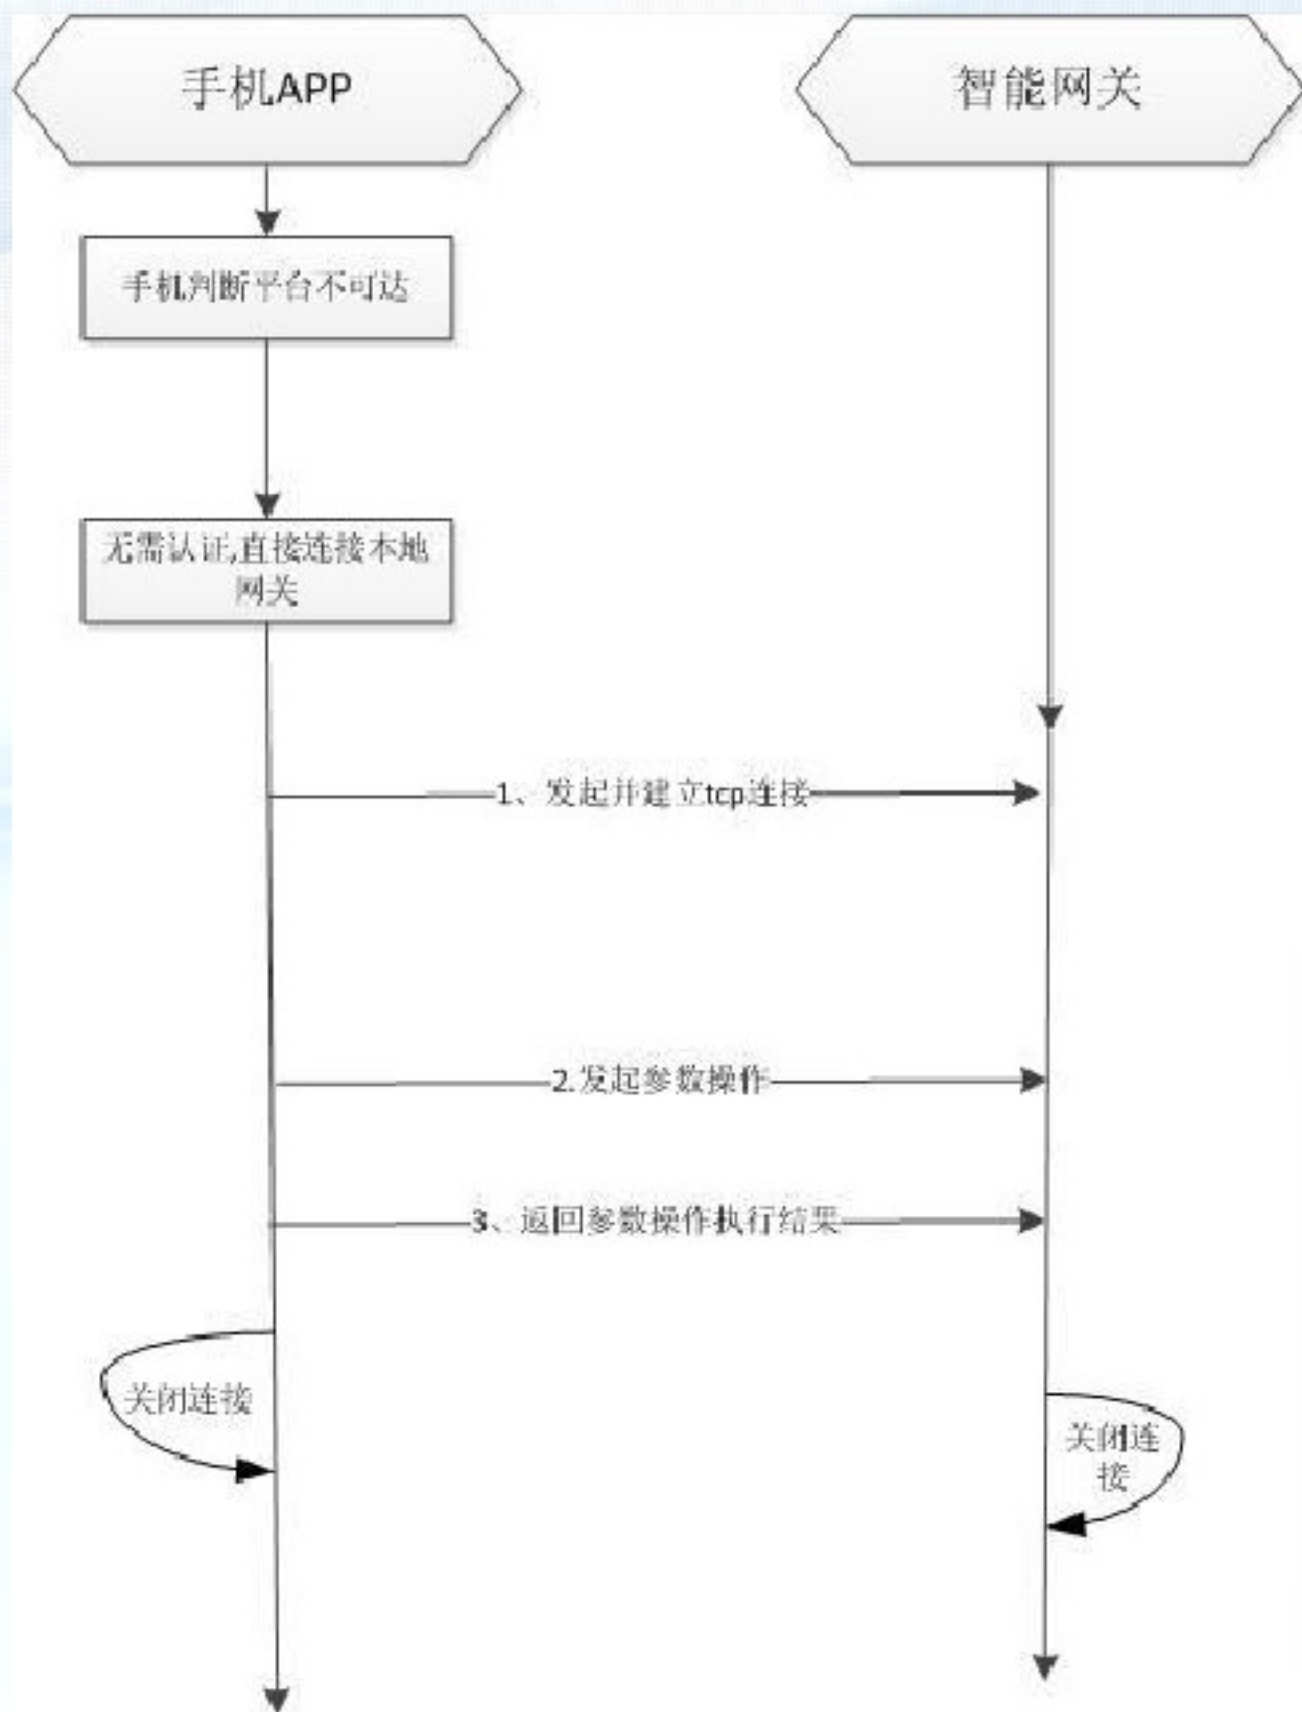 手机APP
智能网关
手机判断平台不可达
无需认证,直接连接本地
网关
1、发起并建立tcp连接
2.发起参数操作
3、返回参数操作执行结果
关闭连接
关闭连
接